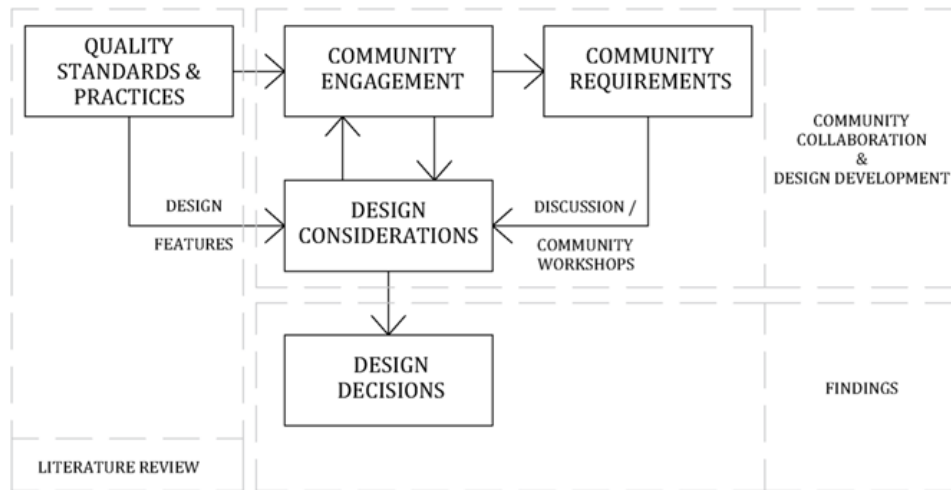 QUALITY
STANDARDS &
PRACTICES
COMMUNITY
ENGAGEMENT
COMMUNITY
REQUIREMENTS
COMMUNITY
COLLABORATION
&
DESIGN DEVELOPMENT
DESIGN
FEATURES
DESIGN
CONSIDERATIONS
DISCUSSION /
COMMUNITY
WORKSHOPS
DESIGN
DECISIONS
FINDINGS
LITERATURE REVIEW